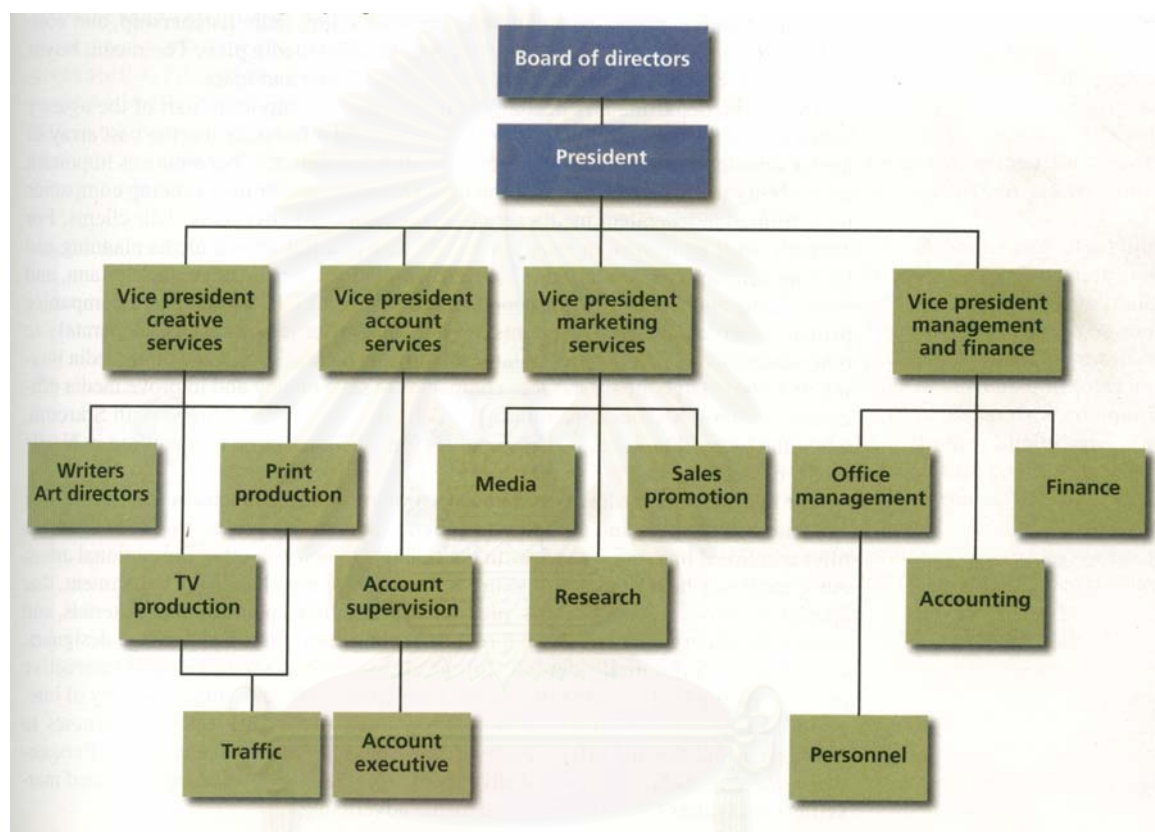 Board of directors
President
Vice president
creative
services
Vice president
account
services
Vice president
marketing
services
Vice president
management
and finance
Writers
Art directors
Print
production
Media
Sales
promotion
Office
management
Finance
TV
production
Account
supervision
Research
Accounting
Traffic
Account
executive
Personnel